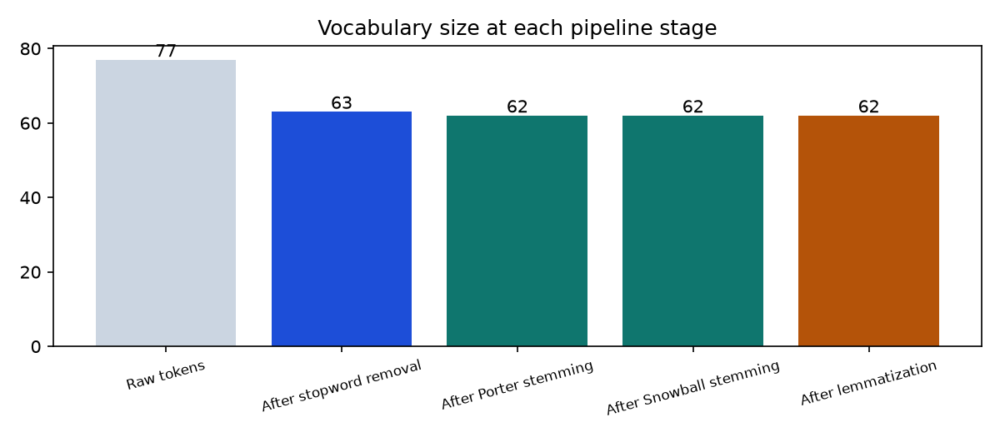 Vocabulary size at each pipeline stage
80
60
40
20
0
77
63
62
62
62
Raw tokens
After stopword removal
After Porter stemming
After Snowball stemming
After lemmatization